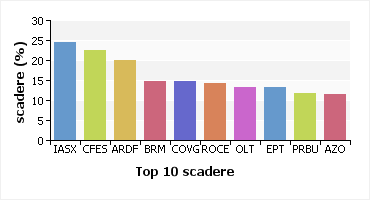 30
25
20
15
10
5
0
scadere (%)
IASX CFES ARDF BRM COVG ROCE OLT EPT PRBU AZO
Top 10 scadere